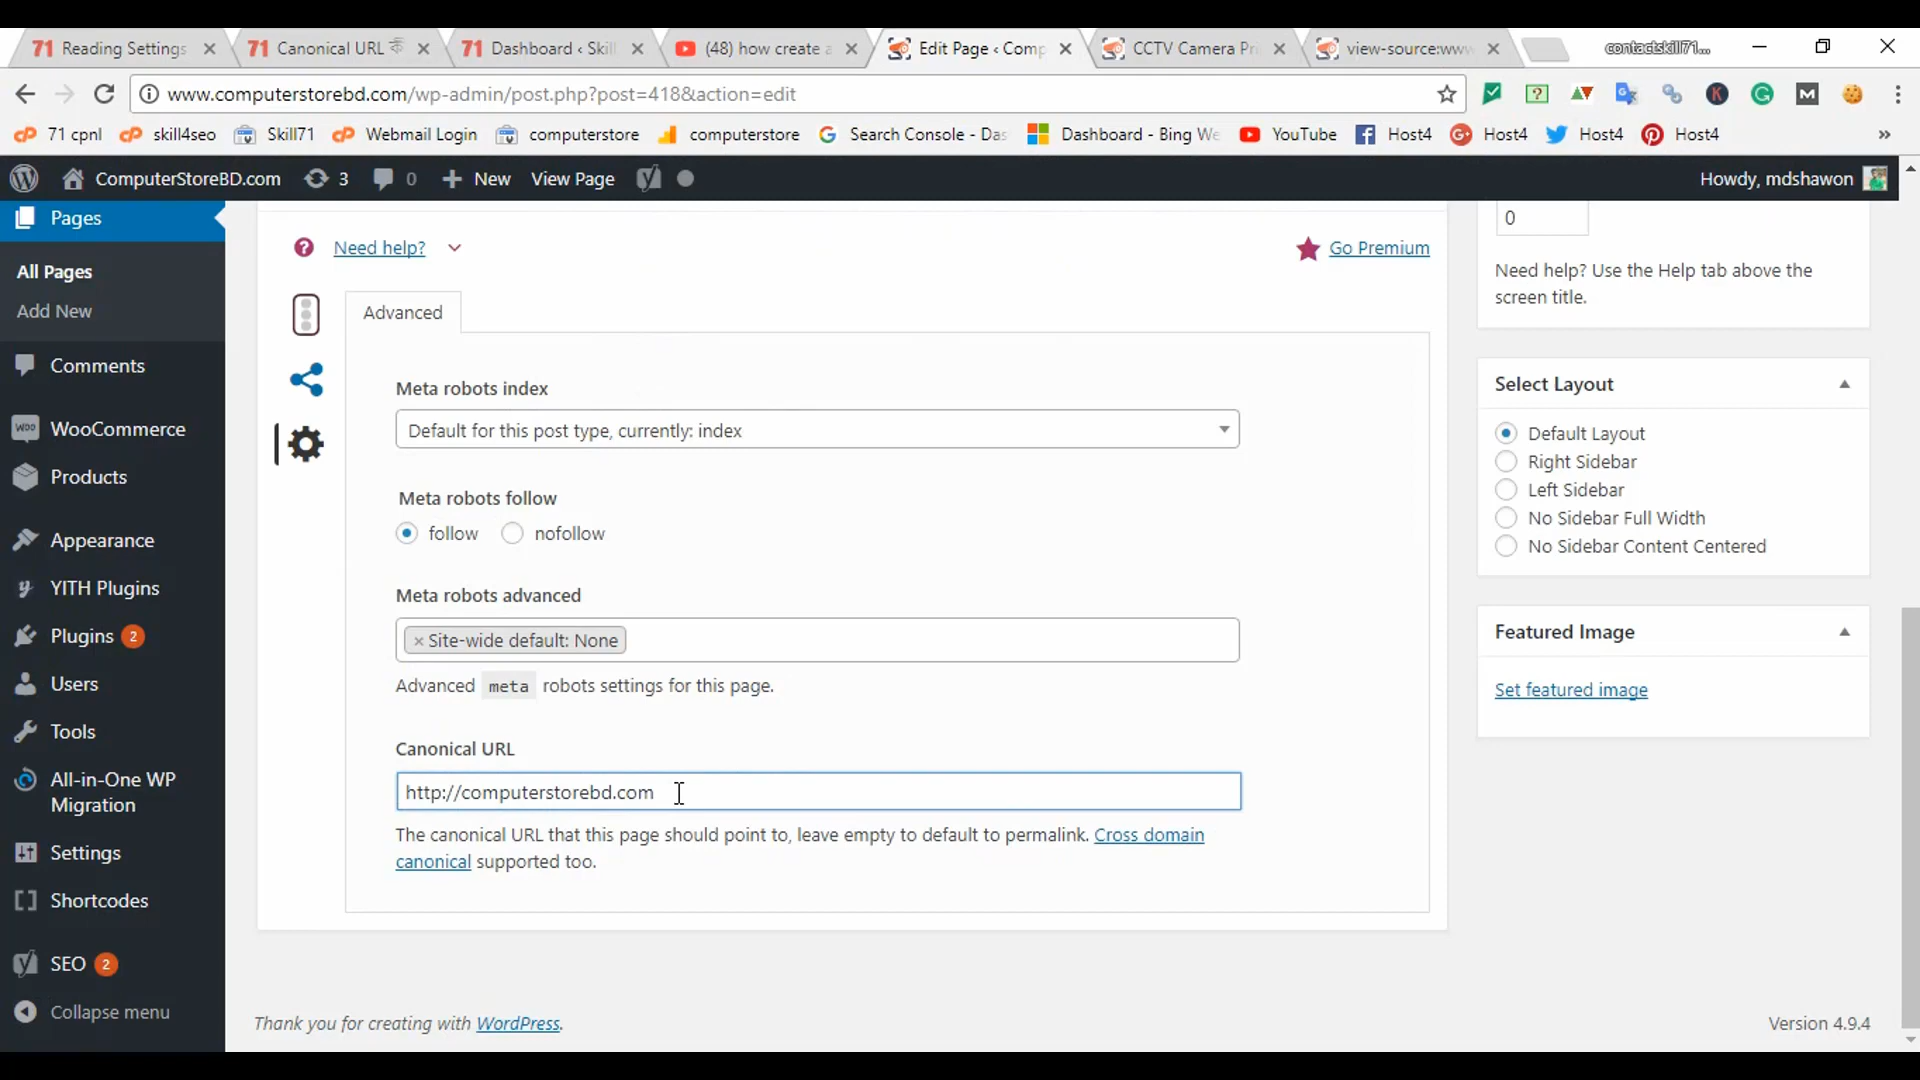 71 Reading Settings
71 Canonical URL ক
71 Dashboard ‹ Skil
(48) how create a
Edit Page ‹ Comp
CCTV Camera Pri
view-source:www
contactskill71...
www.computerstorebd.com/wp-admin/post.php?post=418&action=edit
cP 71 cpnl
cP skill4seo
Skill71
cP Webmail Login
computerstore
computerstore
G Search Console - Das
Dashboard - Bing We
YouTube
Host4
Host4
Host4
Host4
»
ComputerStoreBD.com
3
0
+ New
View Page
Howdy, mdshawon
Pages
All Pages
Add New
Comments
WooCommerce
Products
Appearance
YITH Plugins
Plugins 2
Users
Tools
All-in-One WP
Migration
Settings
Shortcodes
SEO 2
Collapse menu
? Need help?
Go Premium
Advanced
Meta robots index
Default for this post type, currently: index
Meta robots follow
follow nofollow
Meta robots advanced
× Site-wide default: None
Advanced meta robots settings for this page.
Canonical URL
http://computerstorebd.com
The canonical URL that this page should point to, leave empty to default to permalink. Cross domain
canonical supported too.
0
Need help? Use the Help tab above the
screen title.
Select Layout
Default Layout
Right Sidebar
Left Sidebar
No Sidebar Full Width
No Sidebar Content Centered
Featured Image
Set featured image
Thank you for creating with WordPress.
Version 4.9.4